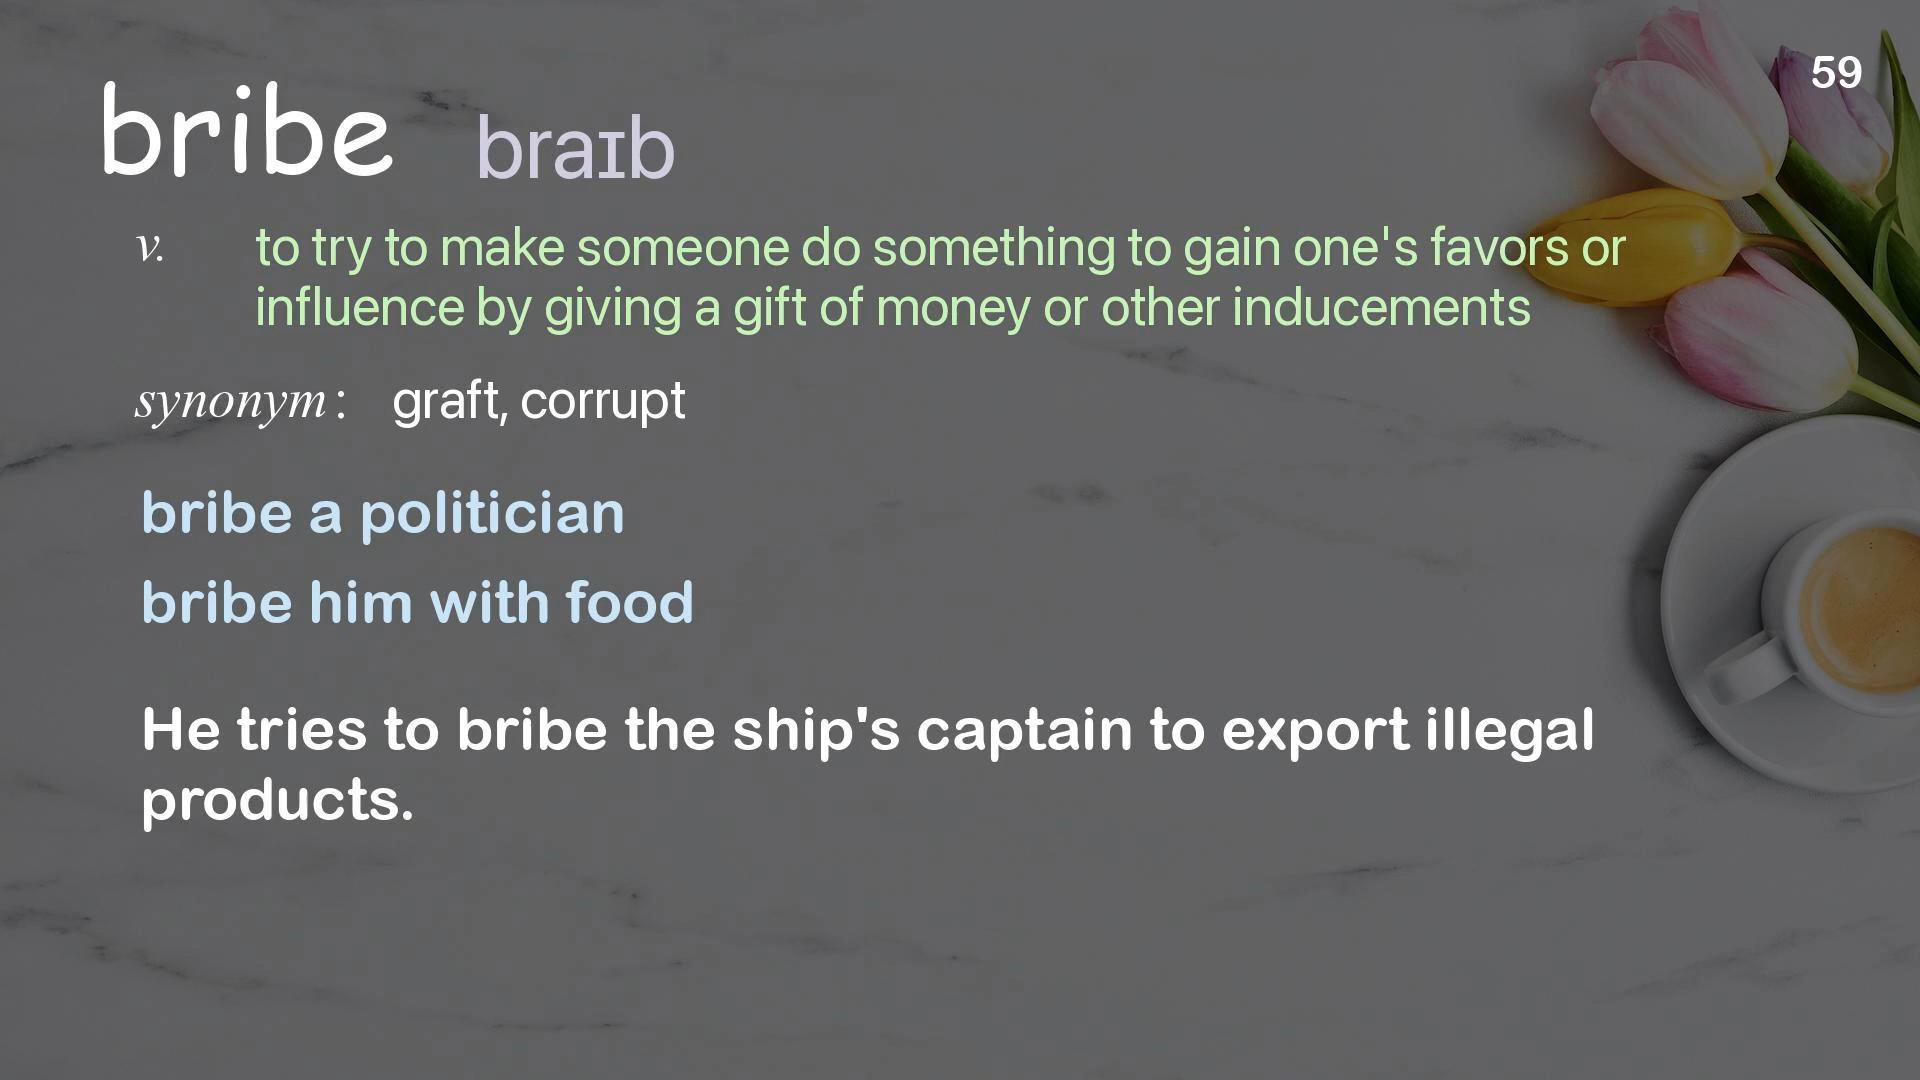 59
bribe braɪb
v. to try to make someone do something to gain one's favors or
influence by giving a gift of money or other inducements
synonym : graft, corrupt
bribe a politician
bribe him with food
He tries to bribe the ship's captain to export illegal
products.